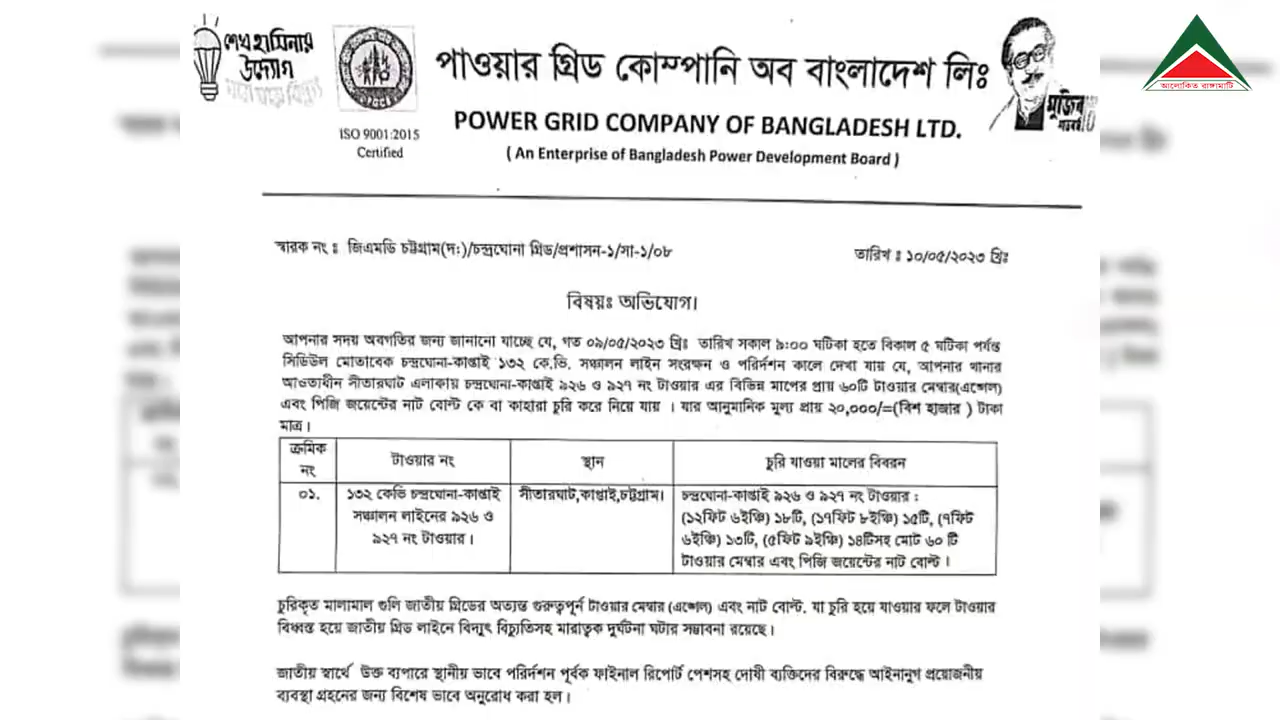 শেখ হাসিনার
উদ্যোগ
ISO 9001:2015
Certified
পাওয়ার গ্রিড কোম্পানি অব বাংলাদেশ লিঃ
POWER GRID COMPANY OF BANGLADESH LTD.
( An Enterprise of Bangladesh Power Development Board )
মুজিব
আলোকিত রাঙ্গামাটি
স্বারক নং ঃ জিএমডি চট্টগ্রাম(দ:)/চন্দ্রঘোনা গ্রিড/প্রশাসন-১/সা-১/০৮
তারিখ ঃ ১০/০৫/২০২৩ খ্রিঃ
বিষয়ঃ অভিযোগ।
আপনার সদয় অবগতির জন্য জানানো যাচ্ছে যে, গত ০৯/০৫/২০২৩ খ্রিঃ তারিখ সকাল ৯:০০ ঘটিকা হতে বিকাল ৫ ঘটিকা পর্যন্ত
সিডিউল মোতাবেক চন্দ্রঘোনা-কাপ্তাই ১৩২ কে.ভি. সঞ্চালন লাইন সংরক্ষন ও পরির্দশন কালে দেখা যায় যে, আপনার থানার
আওতাধীন সীতারঘাট এলাকায় চন্দ্রঘোনা-কাপ্তাই ৯২৬ ও ৯২৭ নং টাওয়ার এর বিভিন্ন মাপের প্রায় ৬০টি টাওয়ার মেম্বার(এঙ্গেল)
এবং পিজি জয়েন্টের নাট বোল্ট কে বা কাহারা চুরি করে নিয়ে যায় । যার আনুমানিক মূল্য প্রায় ২০,০০০/=(বিশ হাজার ) টাকা
মাত্র।
ক্রমিক
নং
টাওয়ার নং
স্থান
চুরি যাওয়া মালের বিবরন
০১.
১৩২ কেভি চন্দ্রঘোনা-কাপ্তাই
সঞ্চালন লাইনের ৯২৬ ও
৯২৭ নং টাওয়ার।
সীতারঘাট,কাপ্তাই,চট্টগ্রাম।
চন্দ্রঘোনা-কাপ্তাই ৯২৬ ও ৯২৭ নং টাওয়ার :
(১২ফিট ৬ইঞ্চি) ১৮টি, (১৭ফিট ৮ইঞ্চি) ১৫টি, (৭ফিট
৬ইঞ্চি) ১৩টি, (৫ফিট ৯ইঞ্চি) ১৪টিসহ মোট ৬০ টি
টাওয়ার মেম্বার এবং পিজি জয়েন্টের নাট বোল্ট ।
চুরিকৃত মালামাল গুলি জাতীয় গ্রিডের অত্যন্ত গুরুত্বপূর্ন টাওয়ার মেম্বার (এঙ্গেল) এবং নাট বোল্ট. যা চুরি হয়ে যাওয়ার ফলে টাওয়ার
বিধ্বস্ত হয়ে জাতীয় গ্রিড লাইনে বিদ্যুৎ বিচ্যুতিসহ মারাত্বক দুর্ঘটনা ঘটার সম্ভাবনা রয়েছে।
জাতীয় স্বার্থে উক্ত ব্যপারে স্থানীয় ভাবে পরির্দশন পূর্বক ফাইনাল রিপোর্ট পেশসহ দোষী ব্যক্তিদের বিরুদ্ধে আইনানুগ প্রয়োজনীয়
ব্যবস্থা গ্রহনের জন্য বিশেষ ভাবে অনুরোধ করা হল।